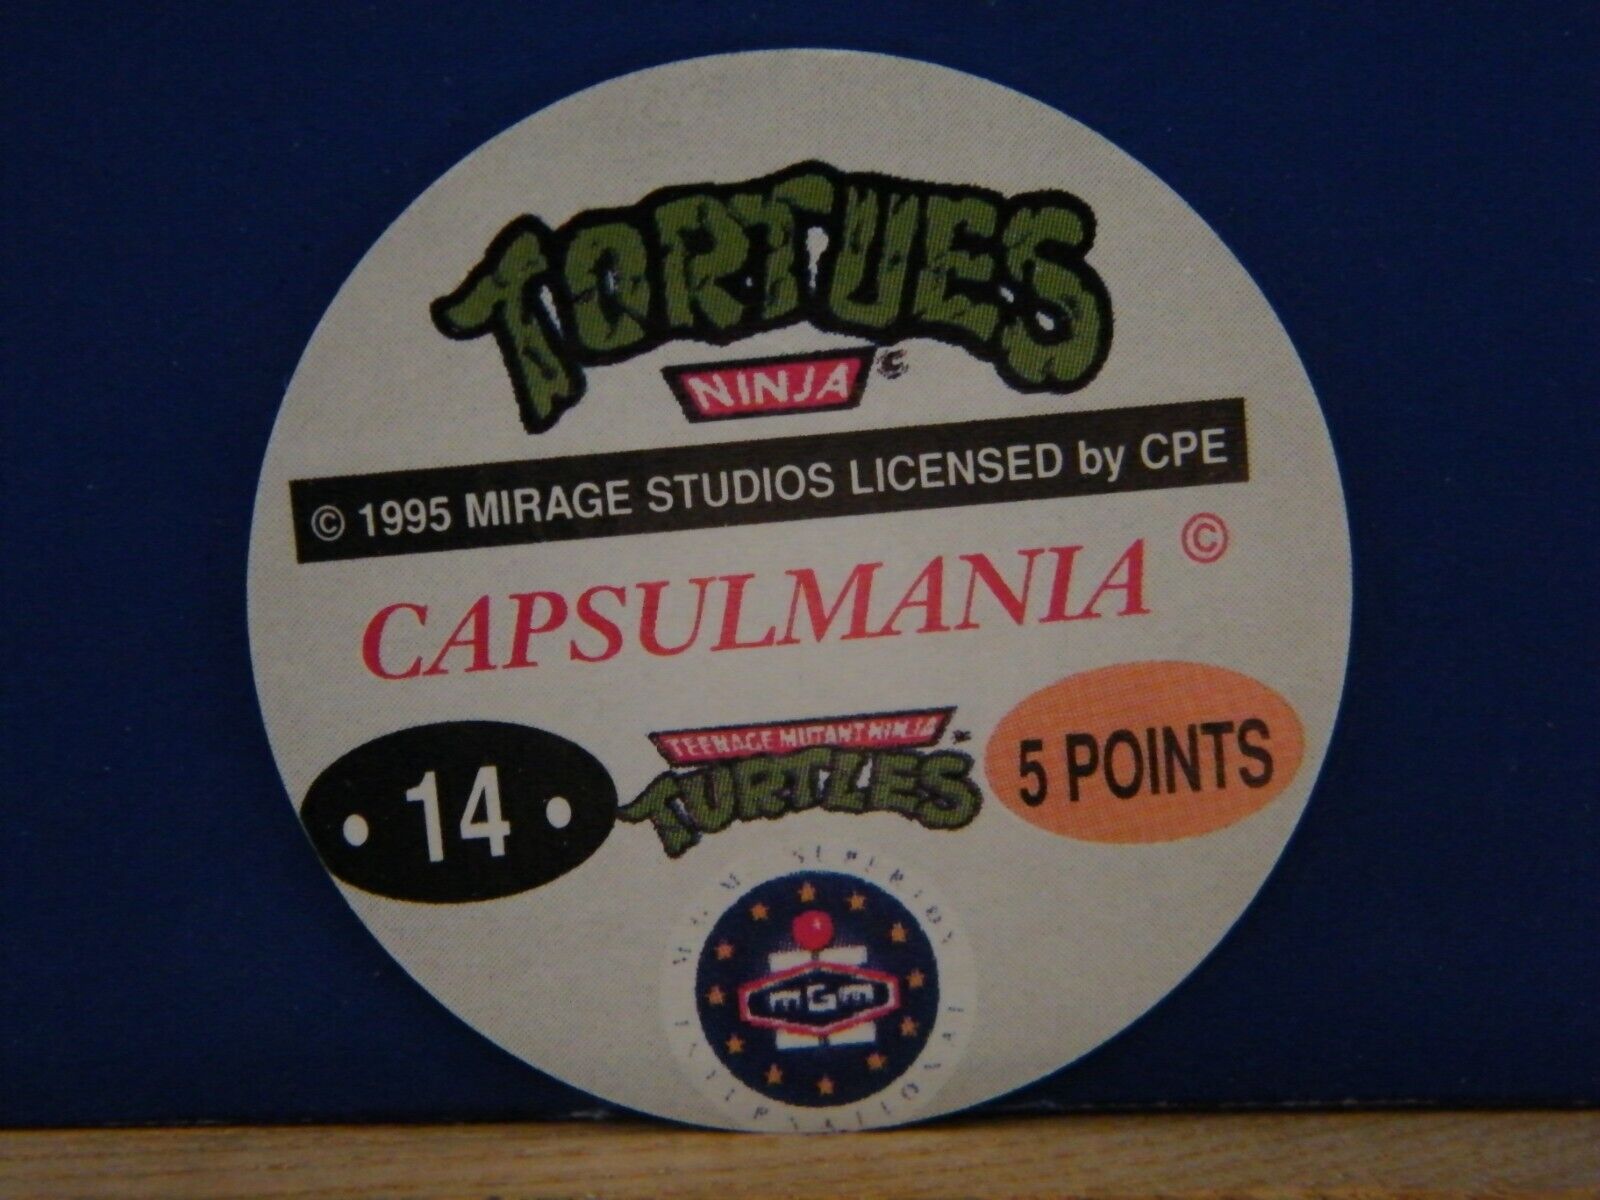 TORTUES
NINJA ©
© 1995 MIRAGE STUDIOS LICENSED by CPE
CAPSULMANIA ©
TEENAGE MUTANT NINJA
TURTLES
• 14 •
5 POINTS
mGm